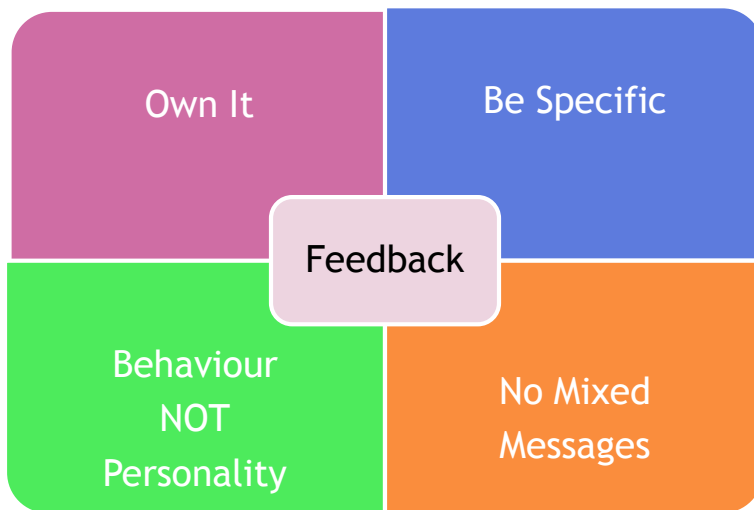 Own It
Be Specific
Feedback
Behaviour
NOT
Personality
No Mixed
Messages